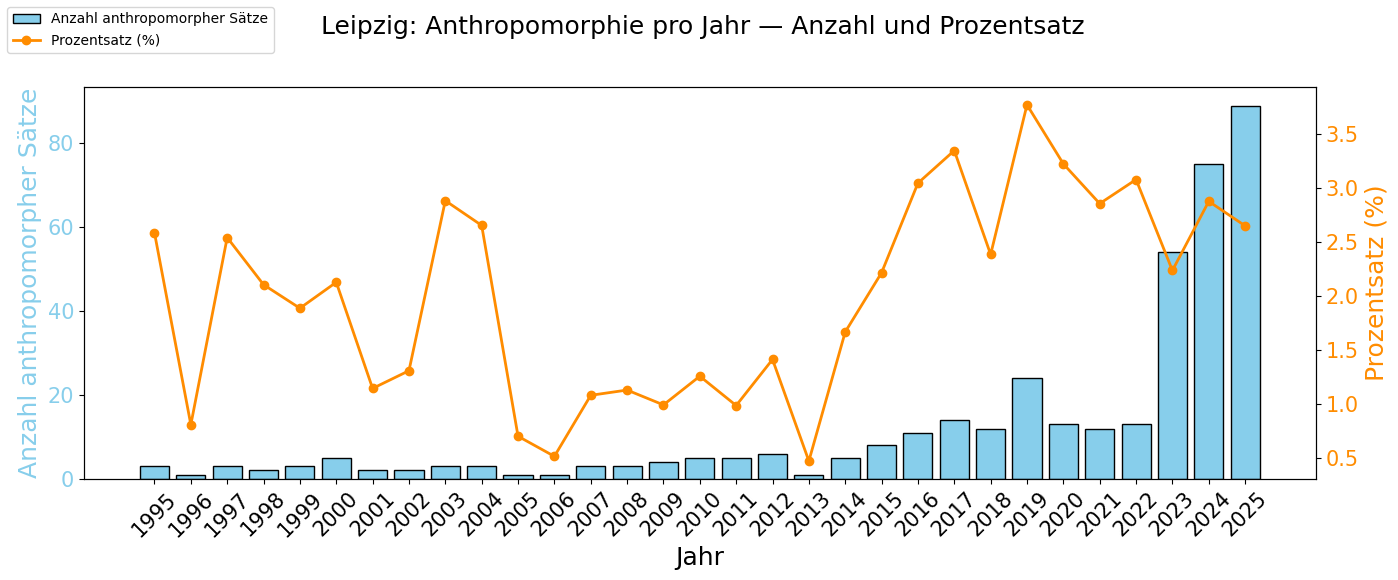 Anzahl anthropomorpher Sätze
Prozentsatz (%)
Leipzig: Anthropomorphie pro Jahr — Anzahl und Prozentsatz
Anzahl anthropomorpher Sätze
80
60
40
20
0
3.5
3.0
2.5
2.0
1.5
1.0
0.5
Prozentsatz (%)
1995 1996 1997 1998 1999 2000 2001 2002 2003 2004 2005 2006 2007 2008 2009 2010 2011 2012 2013 2014 2015 2016 2017 2018 2019 2020 2021 2022 2023 2024 2025
Jahr